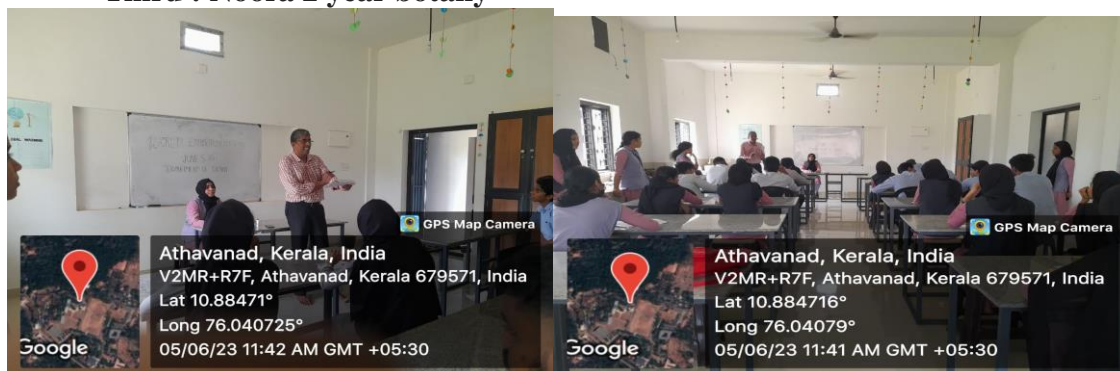 GPS Map Camera
Athavanad, Kerala, India
V2MR+R7F, Athavanad, Kerala 679571, India
Lat 10.88471°
Long 76.040725°
05/06/23 11:42 AM GMT +05:30
Google
GPS Map Camera
Athavanad, Kerala, India
V2MR+R7F, Athavanad, Kerala 679571, India
Lat 10.884716°
Long 76.04079°
05/06/23 11:41 AM GMT +05:30
Google